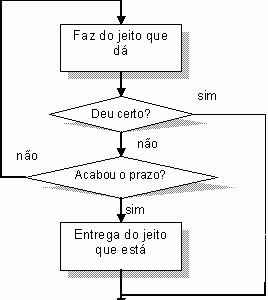 Faz do jeito que
dá
sim
Deu certo?
não
não
Acabou o prazo?
sim
Entrega do jeito
que está